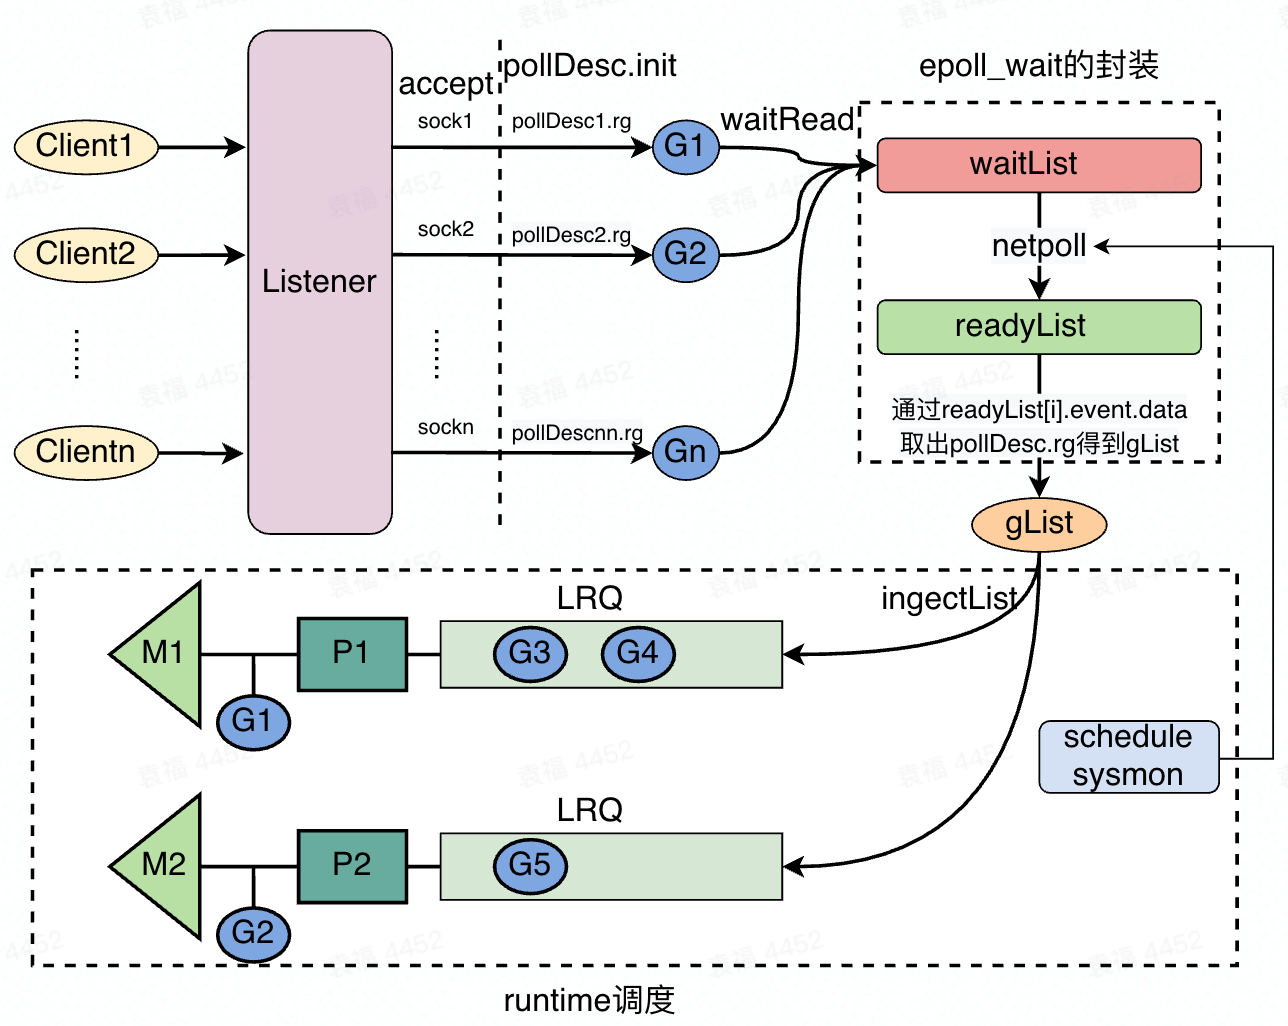 pollDesc.init
epoll_wait的封装
accept
Client1
sock1
pollDesc1.rg
G1
waitRead
waitList
Client2
sock2
pollDesc2.rg
G2
netpoll
Listener
readyList
通过readyList[i].event.data
取出pollDesc.rg得到gList
Clientn
sockn
pollDescnn.rg
Gn
gList
LRQ
ingectList
M1
P1
G3
G4
G1
schedule
sysmon
LRQ
M2
P2
G5
G2
runtime调度
袁福 4452